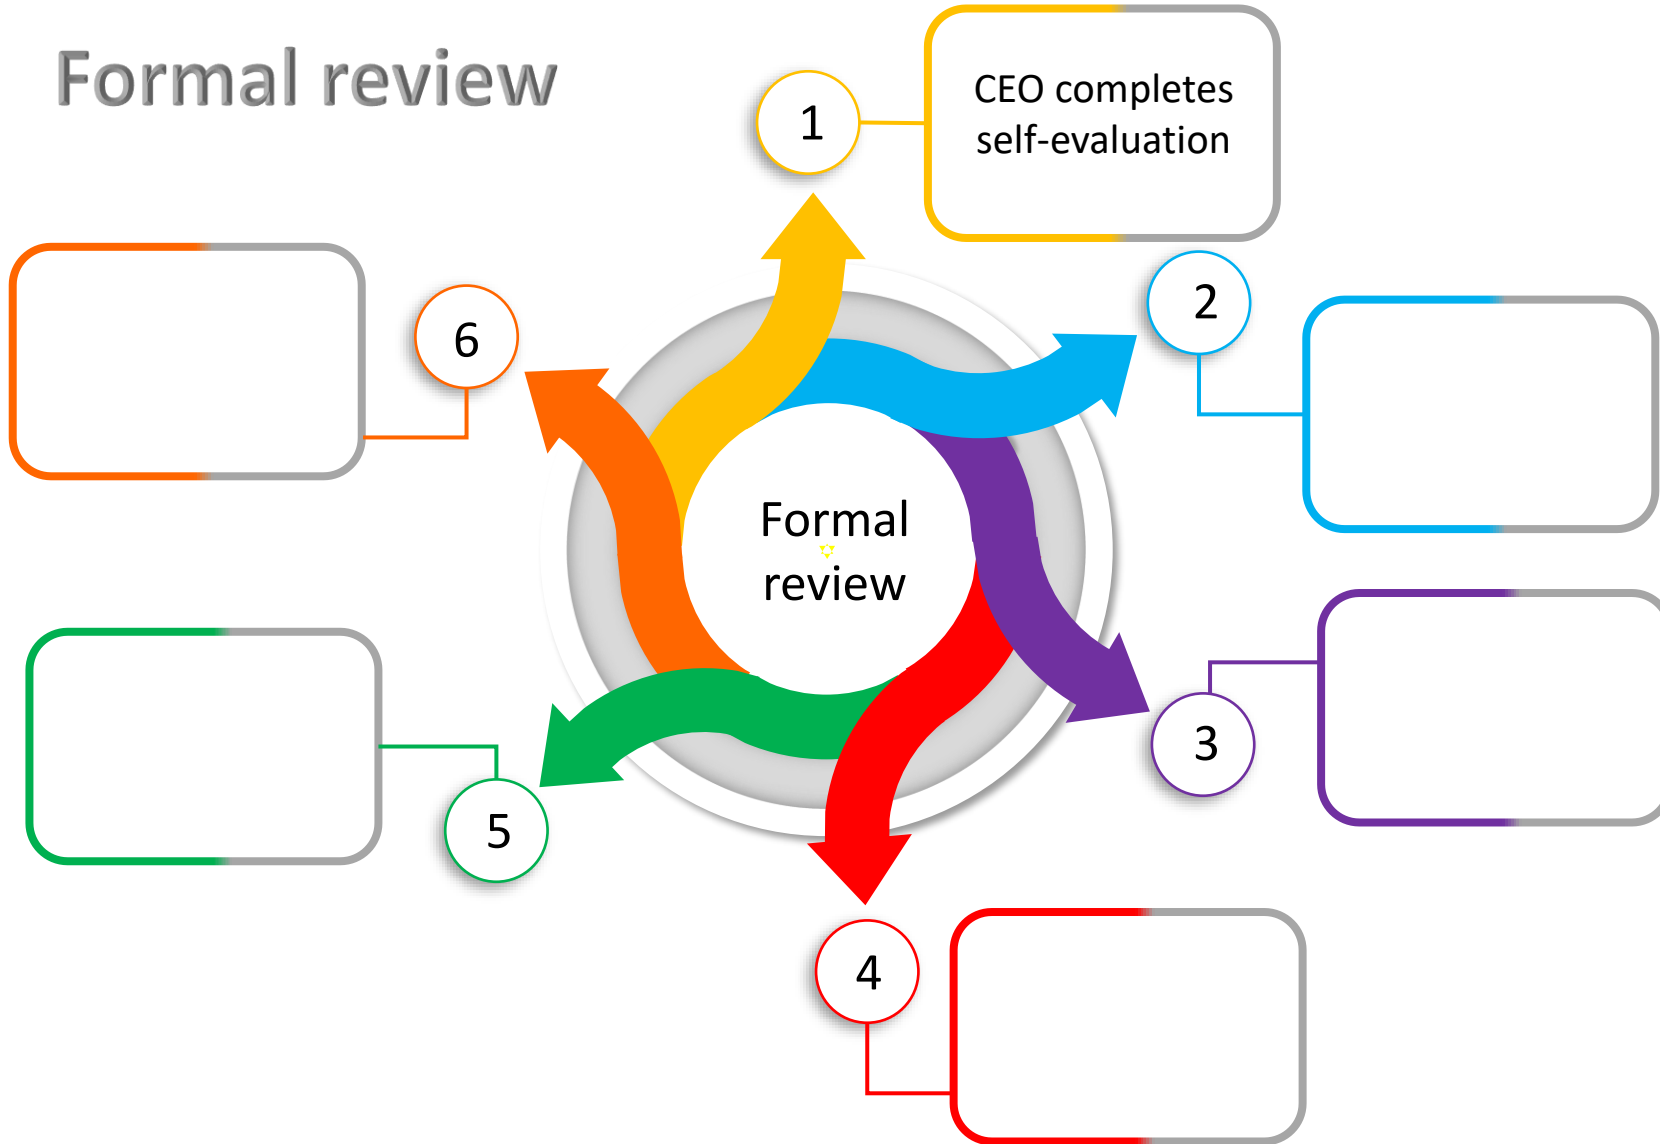 Formal review
1
CEO completes
self-evaluation
2
6
Formal
review
3
5
4